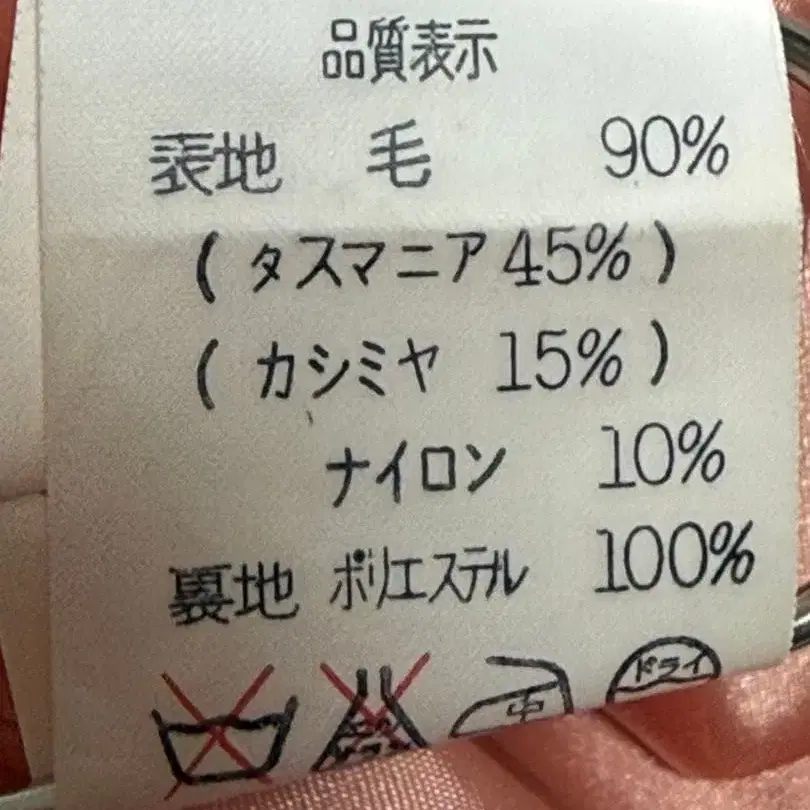 品質表示
表地 毛 90%
(タスマニア45%)
(カシミヤ 15%)
ナイロン 10%
裏地 ポリエステル 100%
中 ドライ